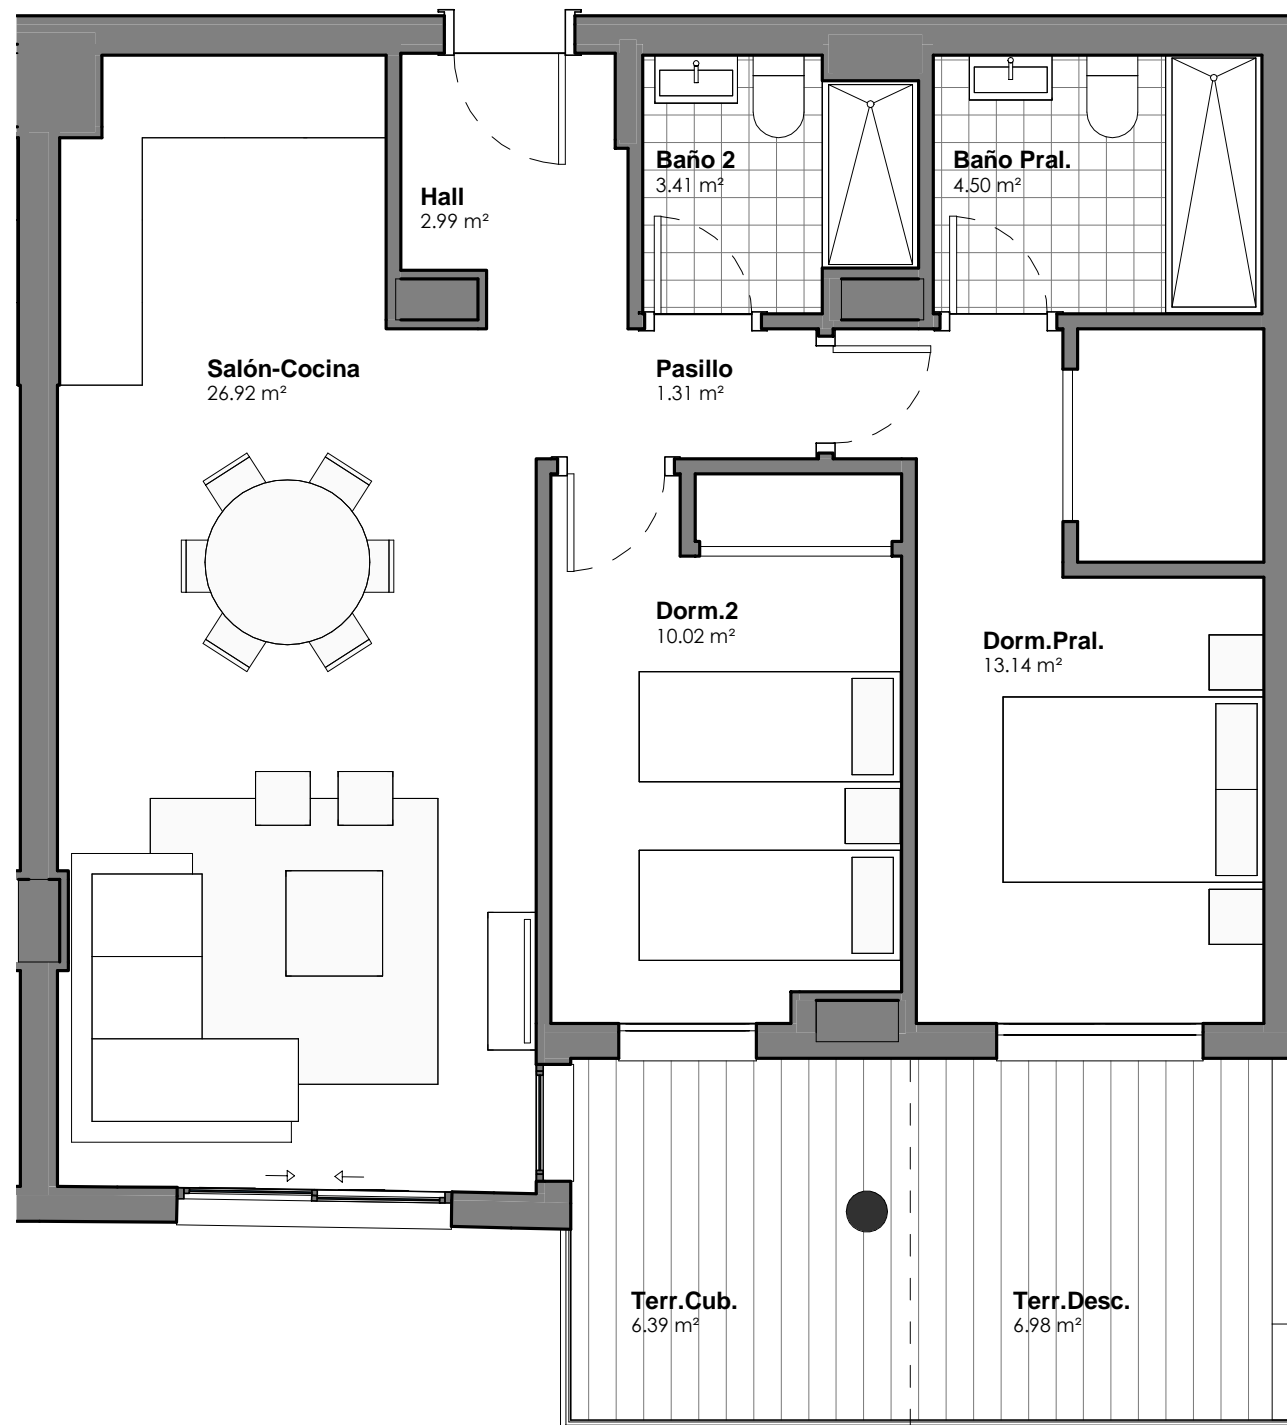 Baño 2
3.41 m²
Baño Pral.
4.50 m²
Hall
2.99 m²
Salón-Cocina
26.92 m²
Pasillo
1.31 m²
Dorm.2
10.02 m²
Dorm.Pral.
13.14 m²
Terr.Cub.
6.39 m²
Terr.Desc.
6.98 m²